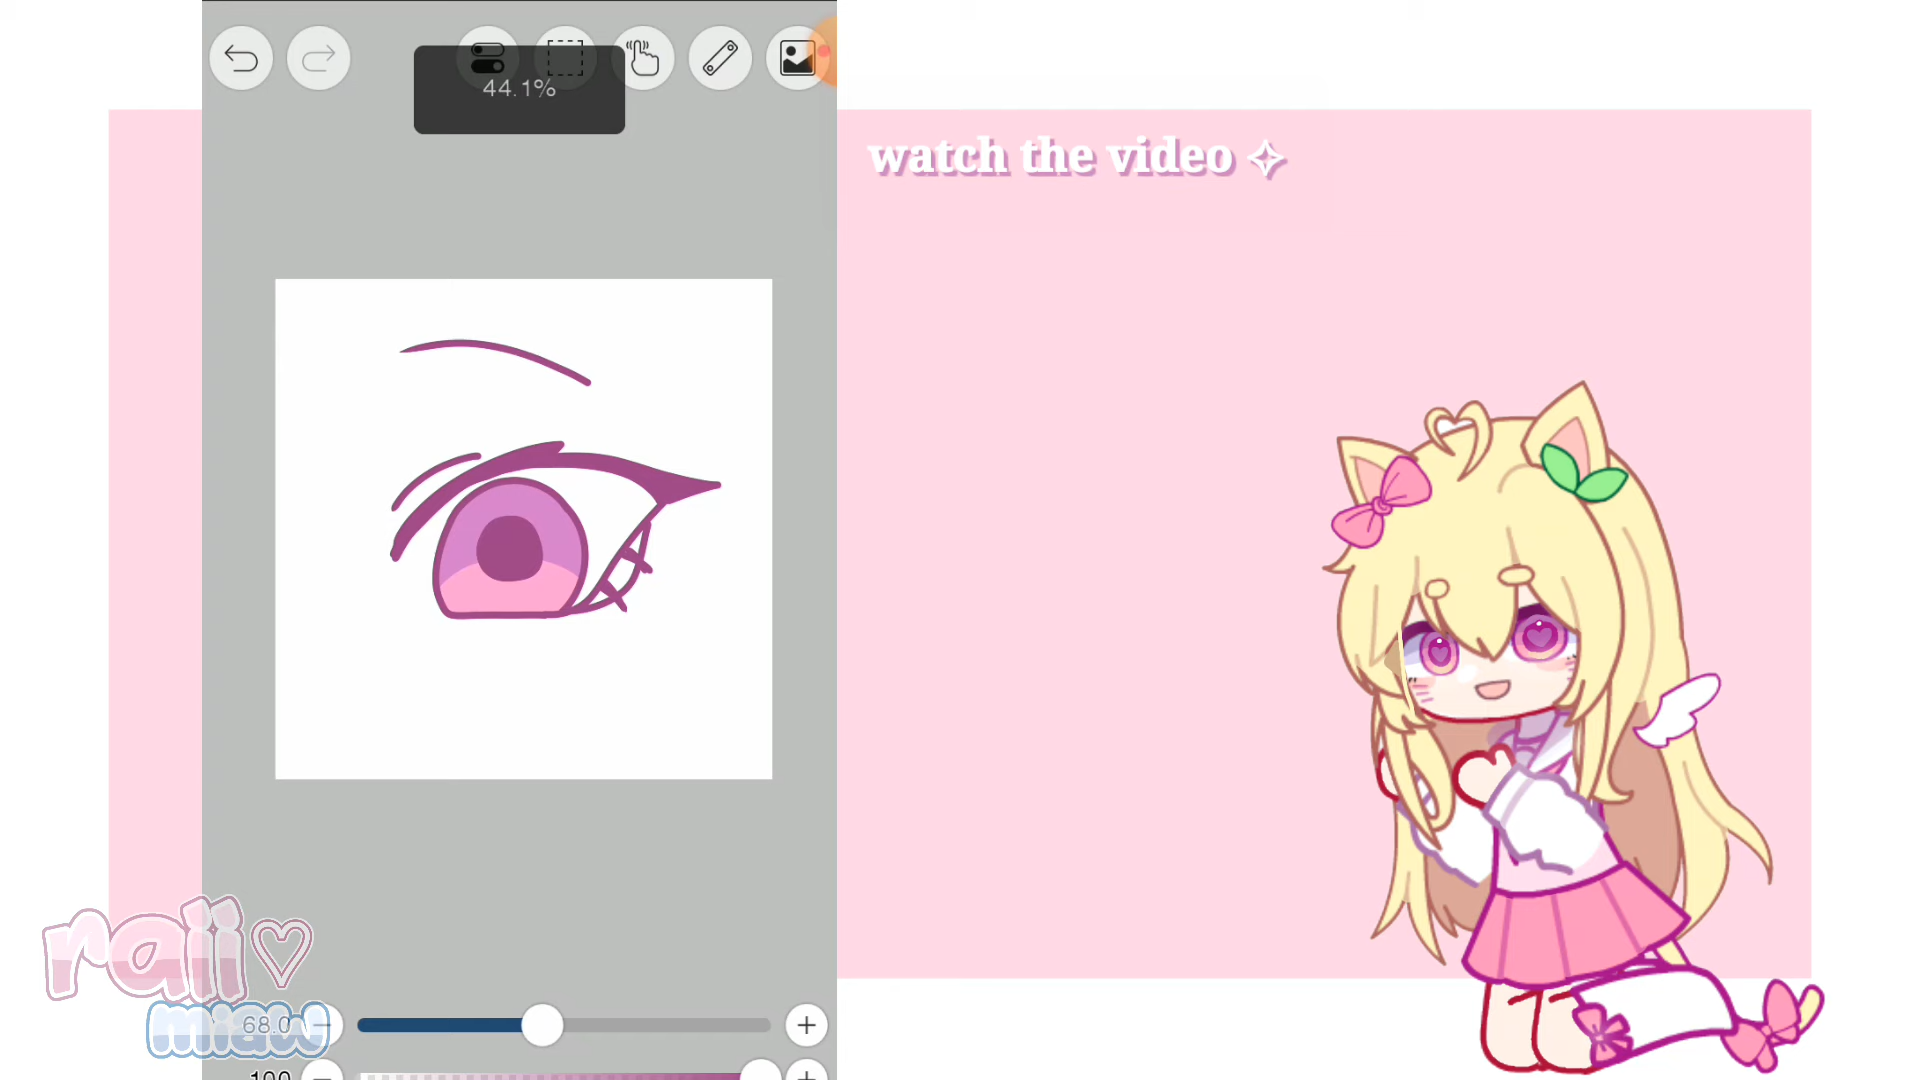 44.1%
watch the video ✧
raii♡
miaw
68.0
100